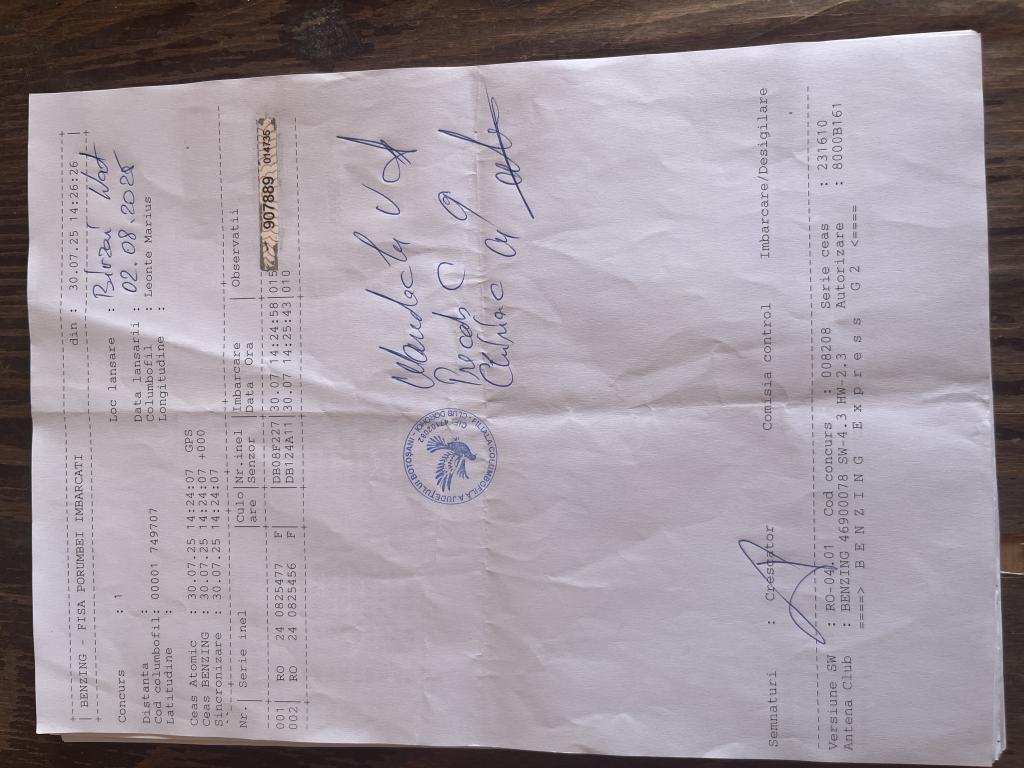 BENZING - FISA PORUMBEI IMBARCATI din : 30.07.25 14:26:26
Concurs : 1 Loc lansare :
Distanta : Data lansarii : 02.08.2025
Cod columbofil: 00001 749707 Columbofil : Leonte Marius
Latitudine : Longitudine :
Ceas Atomic : 30.07.25 14:24:07 GPS
Ceas BENZING : 30.07.25 14:24:07 +000
Sincronizare : 30.07.25 14:24:07
Nr. | Serie inel |Culo|Nr.inel |Imbarcare | Observatii
|are |Senzor |Data Ora |
001| RO 24 0825477 F| |DB08F227|30.07 14:24:58|015
002| RO 24 0825456 F| |DB124A11|30.07 14:25:43|010
907889 014736
ASOCIATIA COLUMBOFILA A JUDEŢULUI BOTOŞANI
Semnaturi : Crescator Comisia control Imbarcare/Desigilare
Versiune SW : RO-04.01 Cod concurs : 008208 Serie ceas : 231610
Antena Club : BENZING 46900078 SW-4.3 HW-2.3 Autorizare : 8000B161
====> B E N Z I N G E x p r e s s G 2 <====